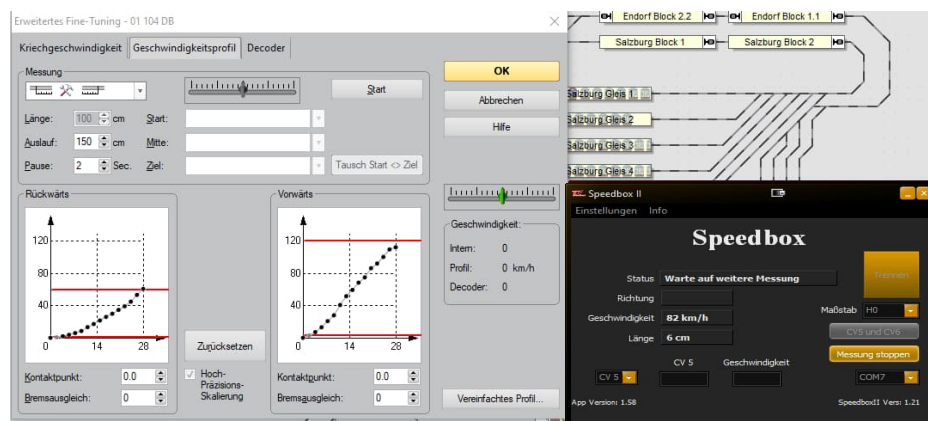 Erweitertes Fine-Tuning - 01 104 DB
Kriechgeschwindigkeit Geschwindigkeitsprofil Decoder
Messung
Start
Länge: 100 cm Start:
Auslauf: 150 cm Mitte:
Pause: 2 Sec. Ziel: Tausch Start <> Ziel
OK
Abbrechen
Hilfe
Rückwärts
120
80
40
0 14 28
Kontaktpunkt: 0.0
Bremsausgleich: 0
Zurücksetzen
Hoch-
Präzisions-
Skalierung
Vorwärts
120
80
40
0 14 28
Kontaktpunkt: 0.0
Bremsausgleich: 0
Geschwindigkeit:
Intern: 0
Profil: 0 km/h
Decoder: 0
Vereinfachtes Profil...
Endorf Block 2.2 Endorf Block 1.1
Salzburg Block 1 Salzburg Block 2
Salzburg Gleis 1
Salzburg Gleis 2
Salzburg Gleis 3
Salzburg Gleis 4
Speedbox II
Einstellungen Info
Speedbox
Status Warte auf weitere Messung
Trennen
Richtung
Maßstab H0
Geschwindigkeit 82 km/h
CV5 und CV6
Länge 6 cm
Messung stoppen
CV 5 Geschwindigkeit
CV 5
COM7
App Version: 1.58
SpeedboxII Vers: 1.21